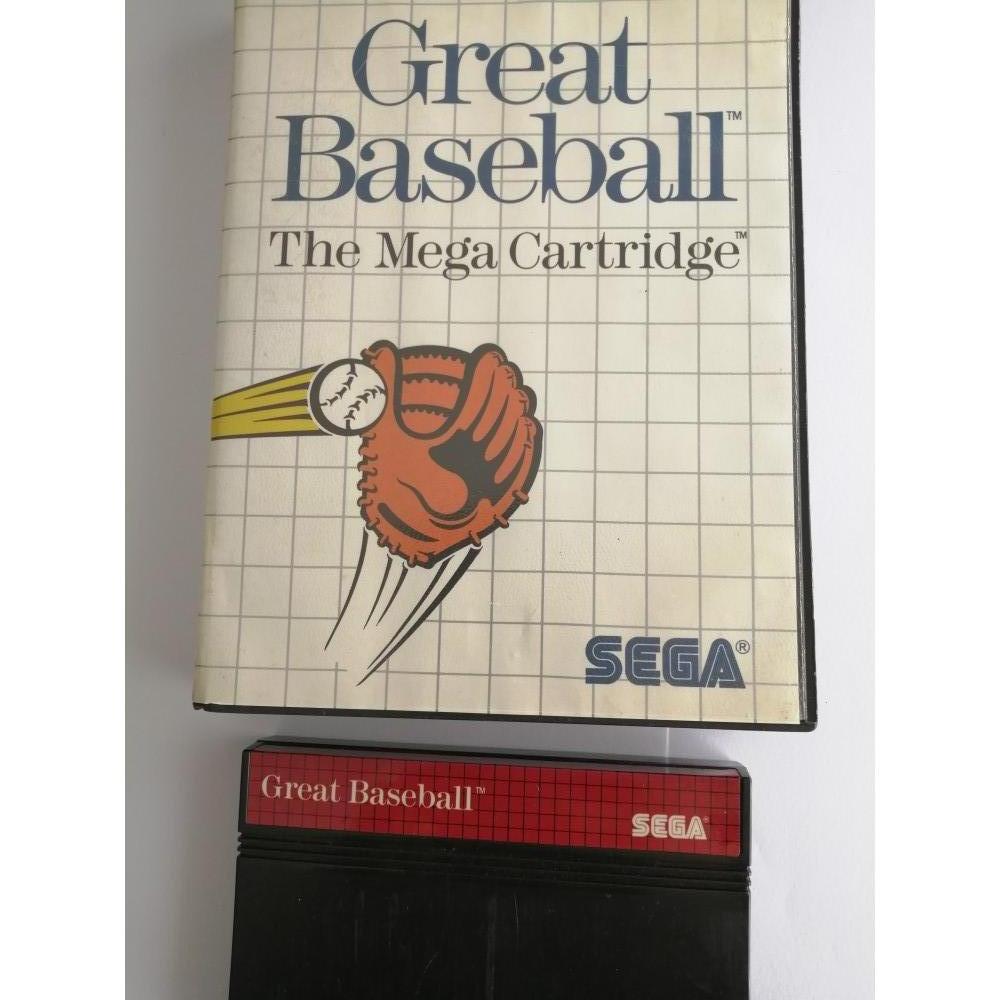 Great
Baseball™
The Mega Cartridge™
SEGA®
Great Baseball™
SEGA®